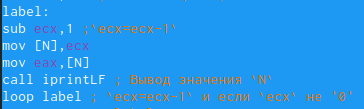 label:
sub ecx,1 ;`ecx=ecx-1`
mov [N],ecx
mov eax,[N]
call iprintLF ; Вывод значения `N`
loop label ; `ecx=ecx-1` и если `ecx` не '0'